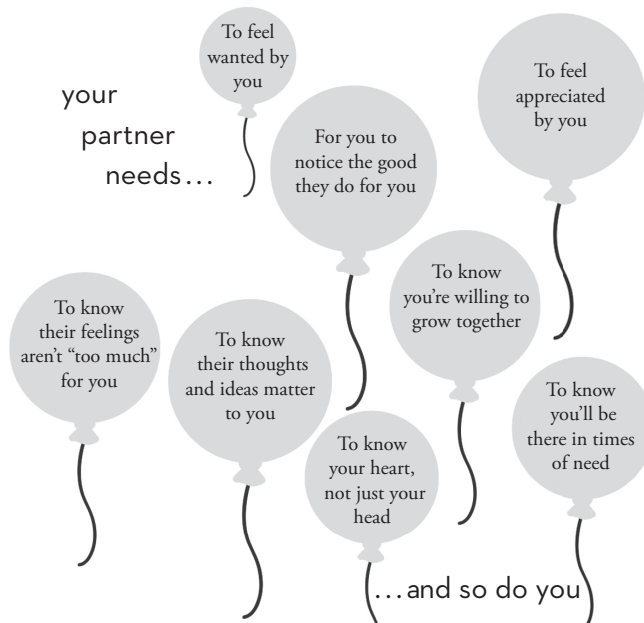 your
partner
needs…
To feel
wanted by
you
For you to
notice the good
they do for you
To feel
appreciated
by you
To know
their feelings
aren't “too much”
for you
To know
their thoughts
and ideas matter
to you
To know
you're willing to
grow together
To know
your heart,
not just your
head
To know
you'll be
there in times
of need
…and so do you